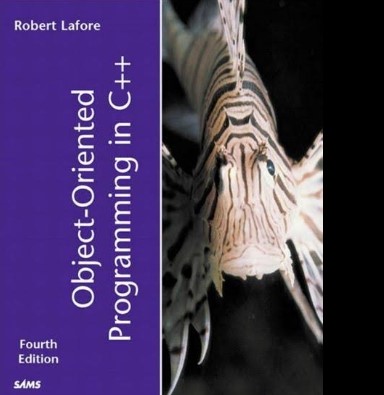 Robert Lafore
Object-Oriented
Programming in C++
Fourth
Edition
SAMS